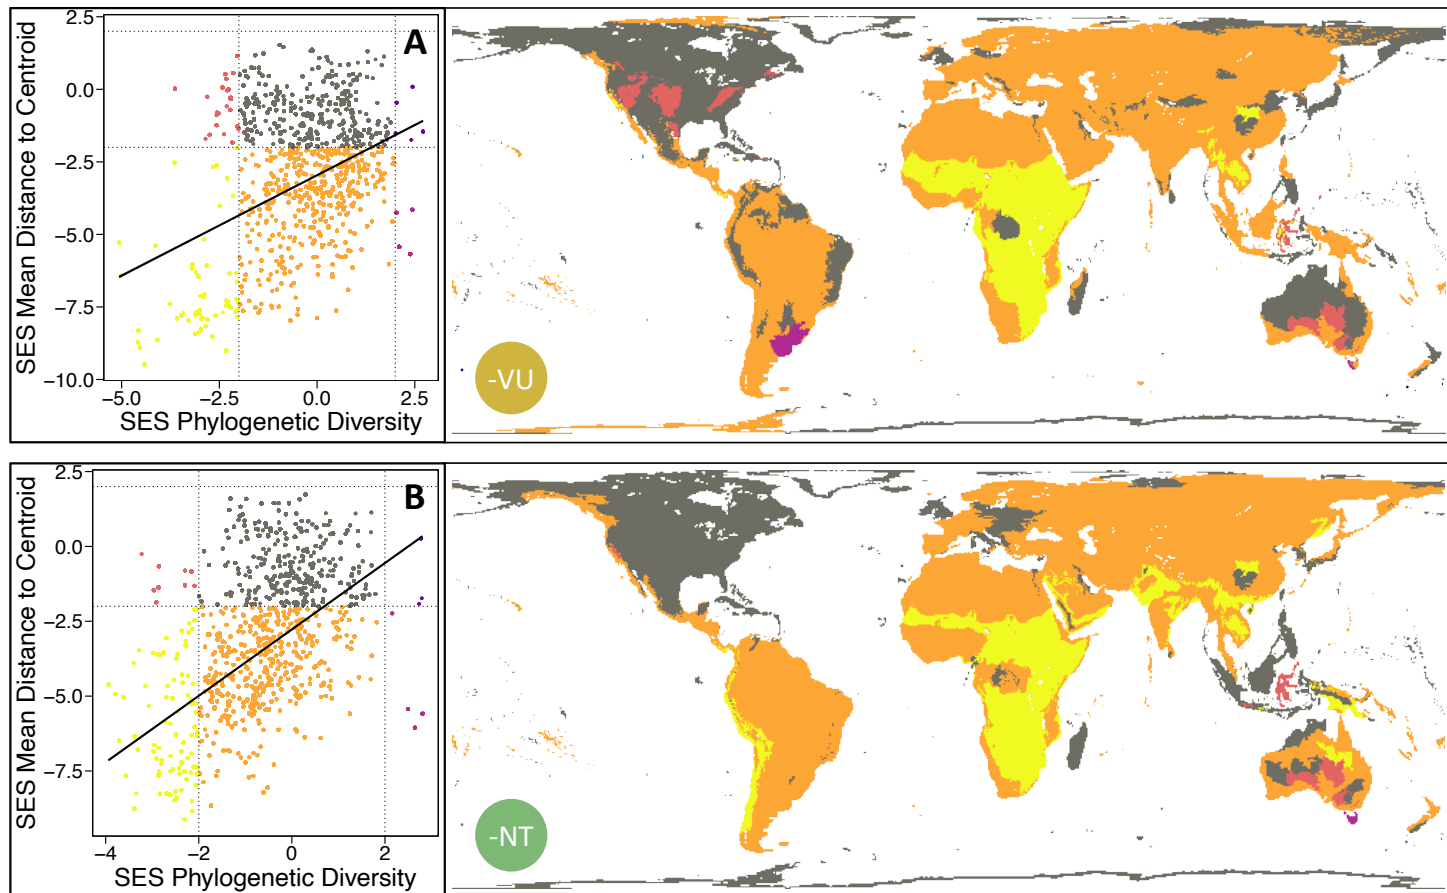 A
2.5
0.0
−2.5
−5.0
−7.5
−10.0
SES Mean Distance to Centroid
−5.0 −2.5 0.0 2.5
SES Phylogenetic Diversity
-VU
B
2.5
0.0
−2.5
−5.0
−7.5
SES Mean Distance to Centroid
−4 −2 0 2
SES Phylogenetic Diversity
-NT